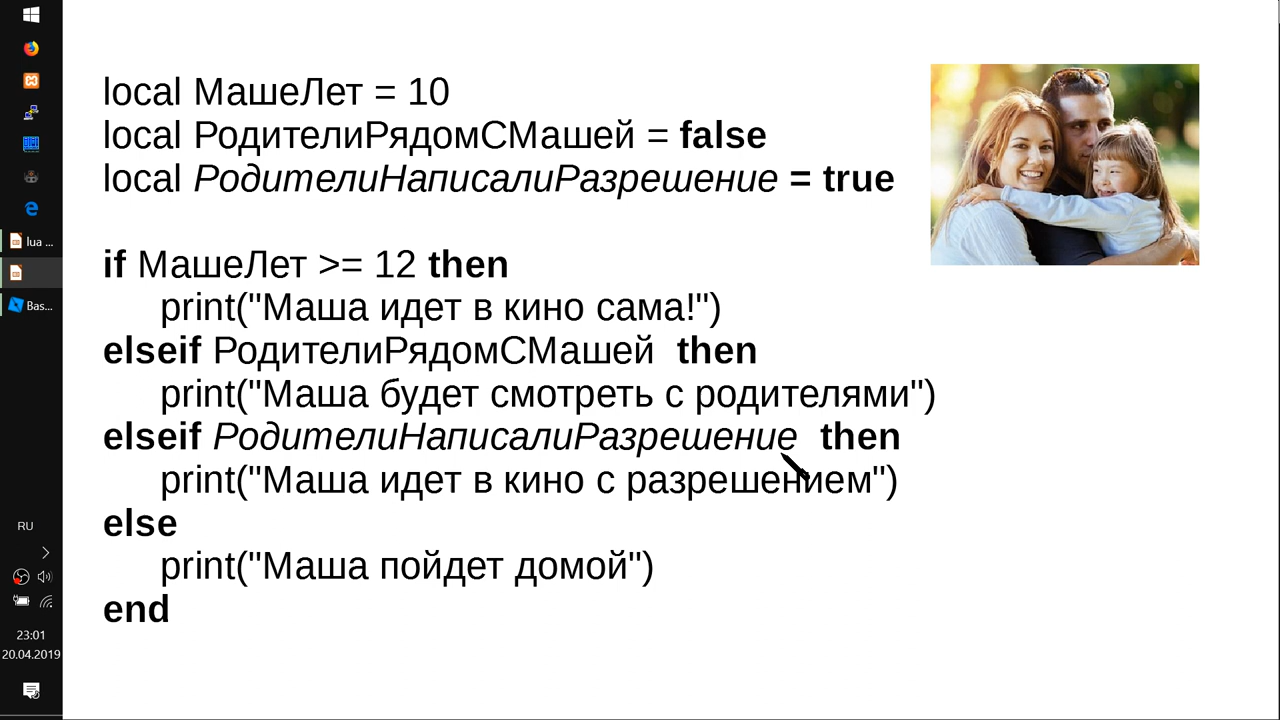 local МашеЛет = 10
local РодителиРядомСМашей = false
local РодителиНаписалиРазрешение = true
if МашеЛет >= 12 then
print("Маша идет в кино сама!")
elseif РодителиРядомСМашей then
print("Маша будет смотреть с родителями")
elseif РодителиНаписалиРазрешение then
print("Маша идет в кино с разрешением")
else
print("Маша пойдет домой")
end
lua ...
Bas...
RU
23:01
20.04.2019